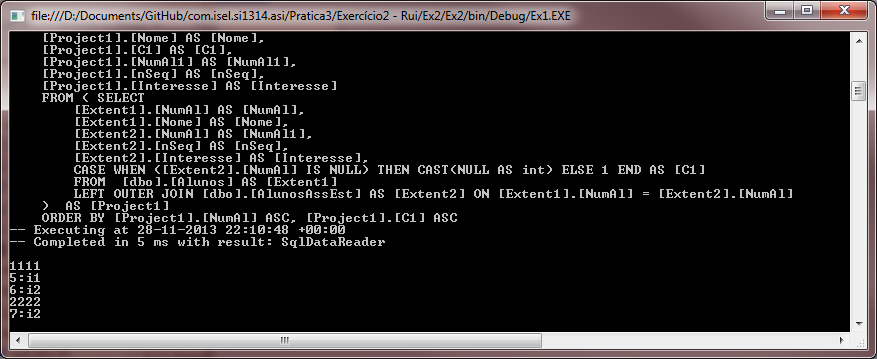 file:///D:/Documents/GitHub/com.isel.si1314.asi/Pratica3/Exercício2 - Rui/Ex2/Ex2/bin/Debug/Ex1.EXE
[Project1].[Nome] AS [Nome],
[Project1].[C1] AS [C1],
[Project1].[NumAl1] AS [NumAl1],
[Project1].[nSeq] AS [nSeq],
[Project1].[Interesse] AS [Interesse]
FROM ( SELECT
[Extent1].[NumAl] AS [NumAl],
[Extent1].[Nome] AS [Nome],
[Extent2].[NumAl] AS [NumAl1],
[Extent2].[nSeq] AS [nSeq],
[Extent2].[Interesse] AS [Interesse],
CASE WHEN ([Extent2].[NumAl] IS NULL) THEN CAST(NULL AS int) ELSE 1 END AS [C1]
FROM  [dbo].[Alunos] AS [Extent1]
LEFT OUTER JOIN [dbo].[AlunosAssEst] AS [Extent2] ON [Extent1].[NumAl] = [Extent2].[NumAl]
)  AS [Project1]
ORDER BY [Project1].[NumAl] ASC, [Project1].[C1] ASC
-- Executing at 28-11-2013 22:10:48 +00:00
-- Completed in 5 ms with result: SqlDataReader
1111
5:i1
6:i2
2222
7:i2